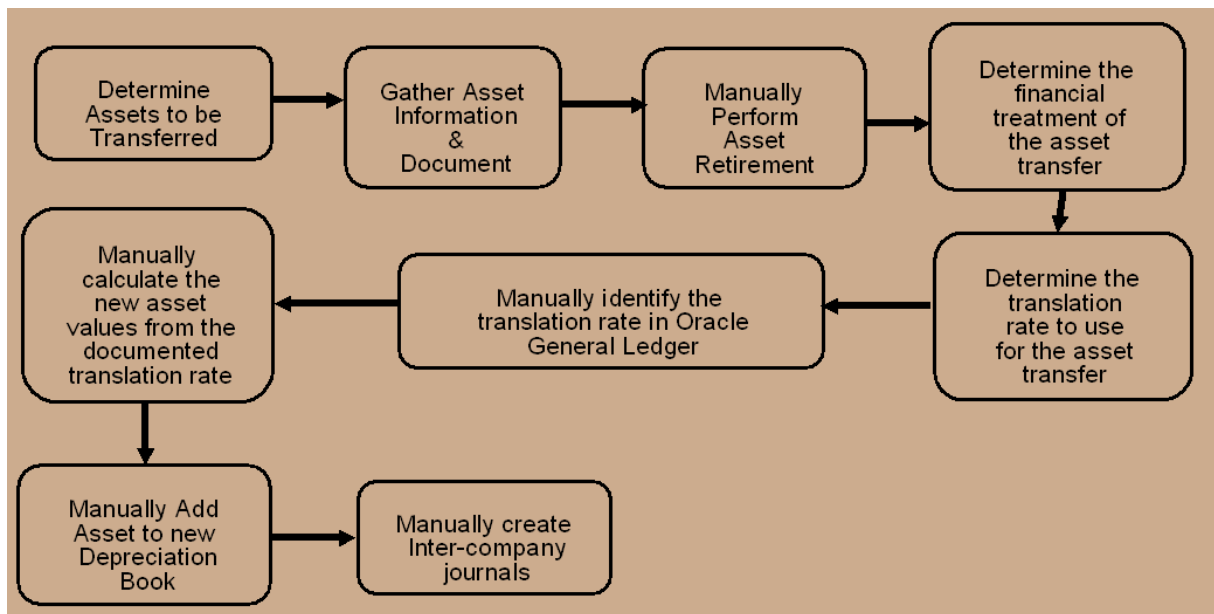 Determine
Assets to be
Transferred
Gather Asset
Information
&
Document
Manually
Perform
Asset
Retirement
Determine the
financial
treatment of
the asset
transfer
Determine the
translation
rate to use
for the asset
transfer
Manually identify the
translation rate in Oracle
General Ledger
Manually
calculate the
new asset
values from the
documented
translation rate
Manually Add
Asset to new
Depreciation
Book
Manually create
Inter-company
journals